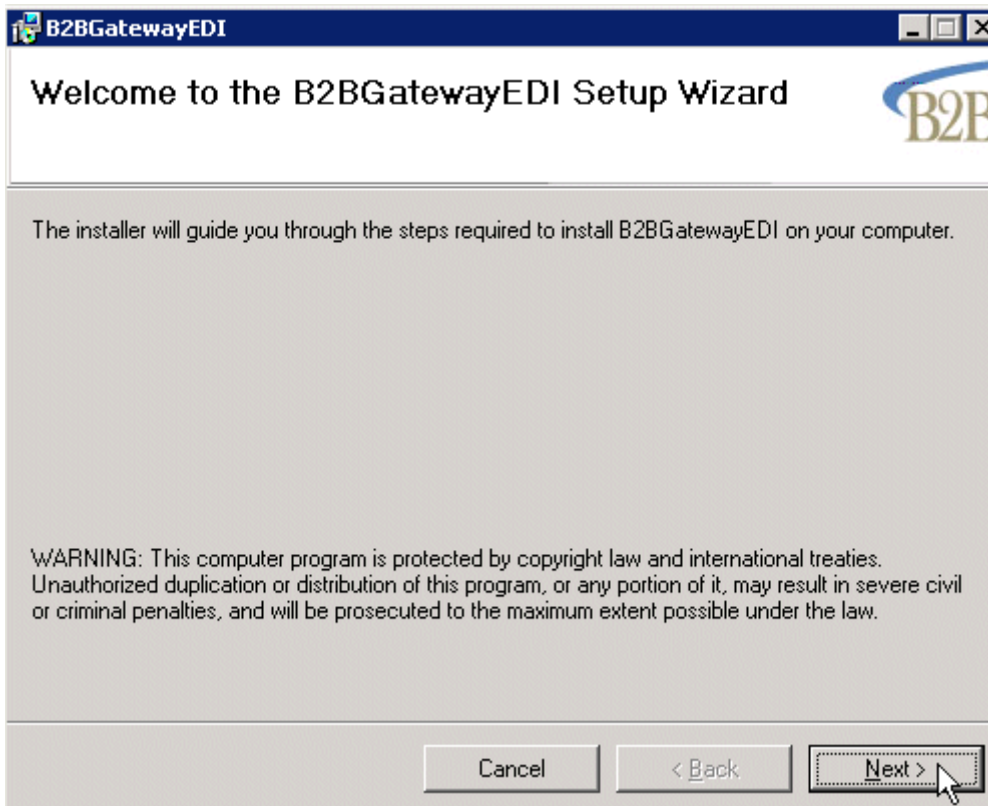 B2BGatewayEDI
Welcome to the B2BGatewayEDI Setup Wizard
B2B
The installer will guide you through the steps required to install B2BGatewayEDI on your computer.
WARNING: This computer program is protected by copyright law and international treaties.
Unauthorized duplication or distribution of this program, or any portion of it, may result in severe civil
or criminal penalties, and will be prosecuted to the maximum extent possible under the law.
Cancel < Back Next >